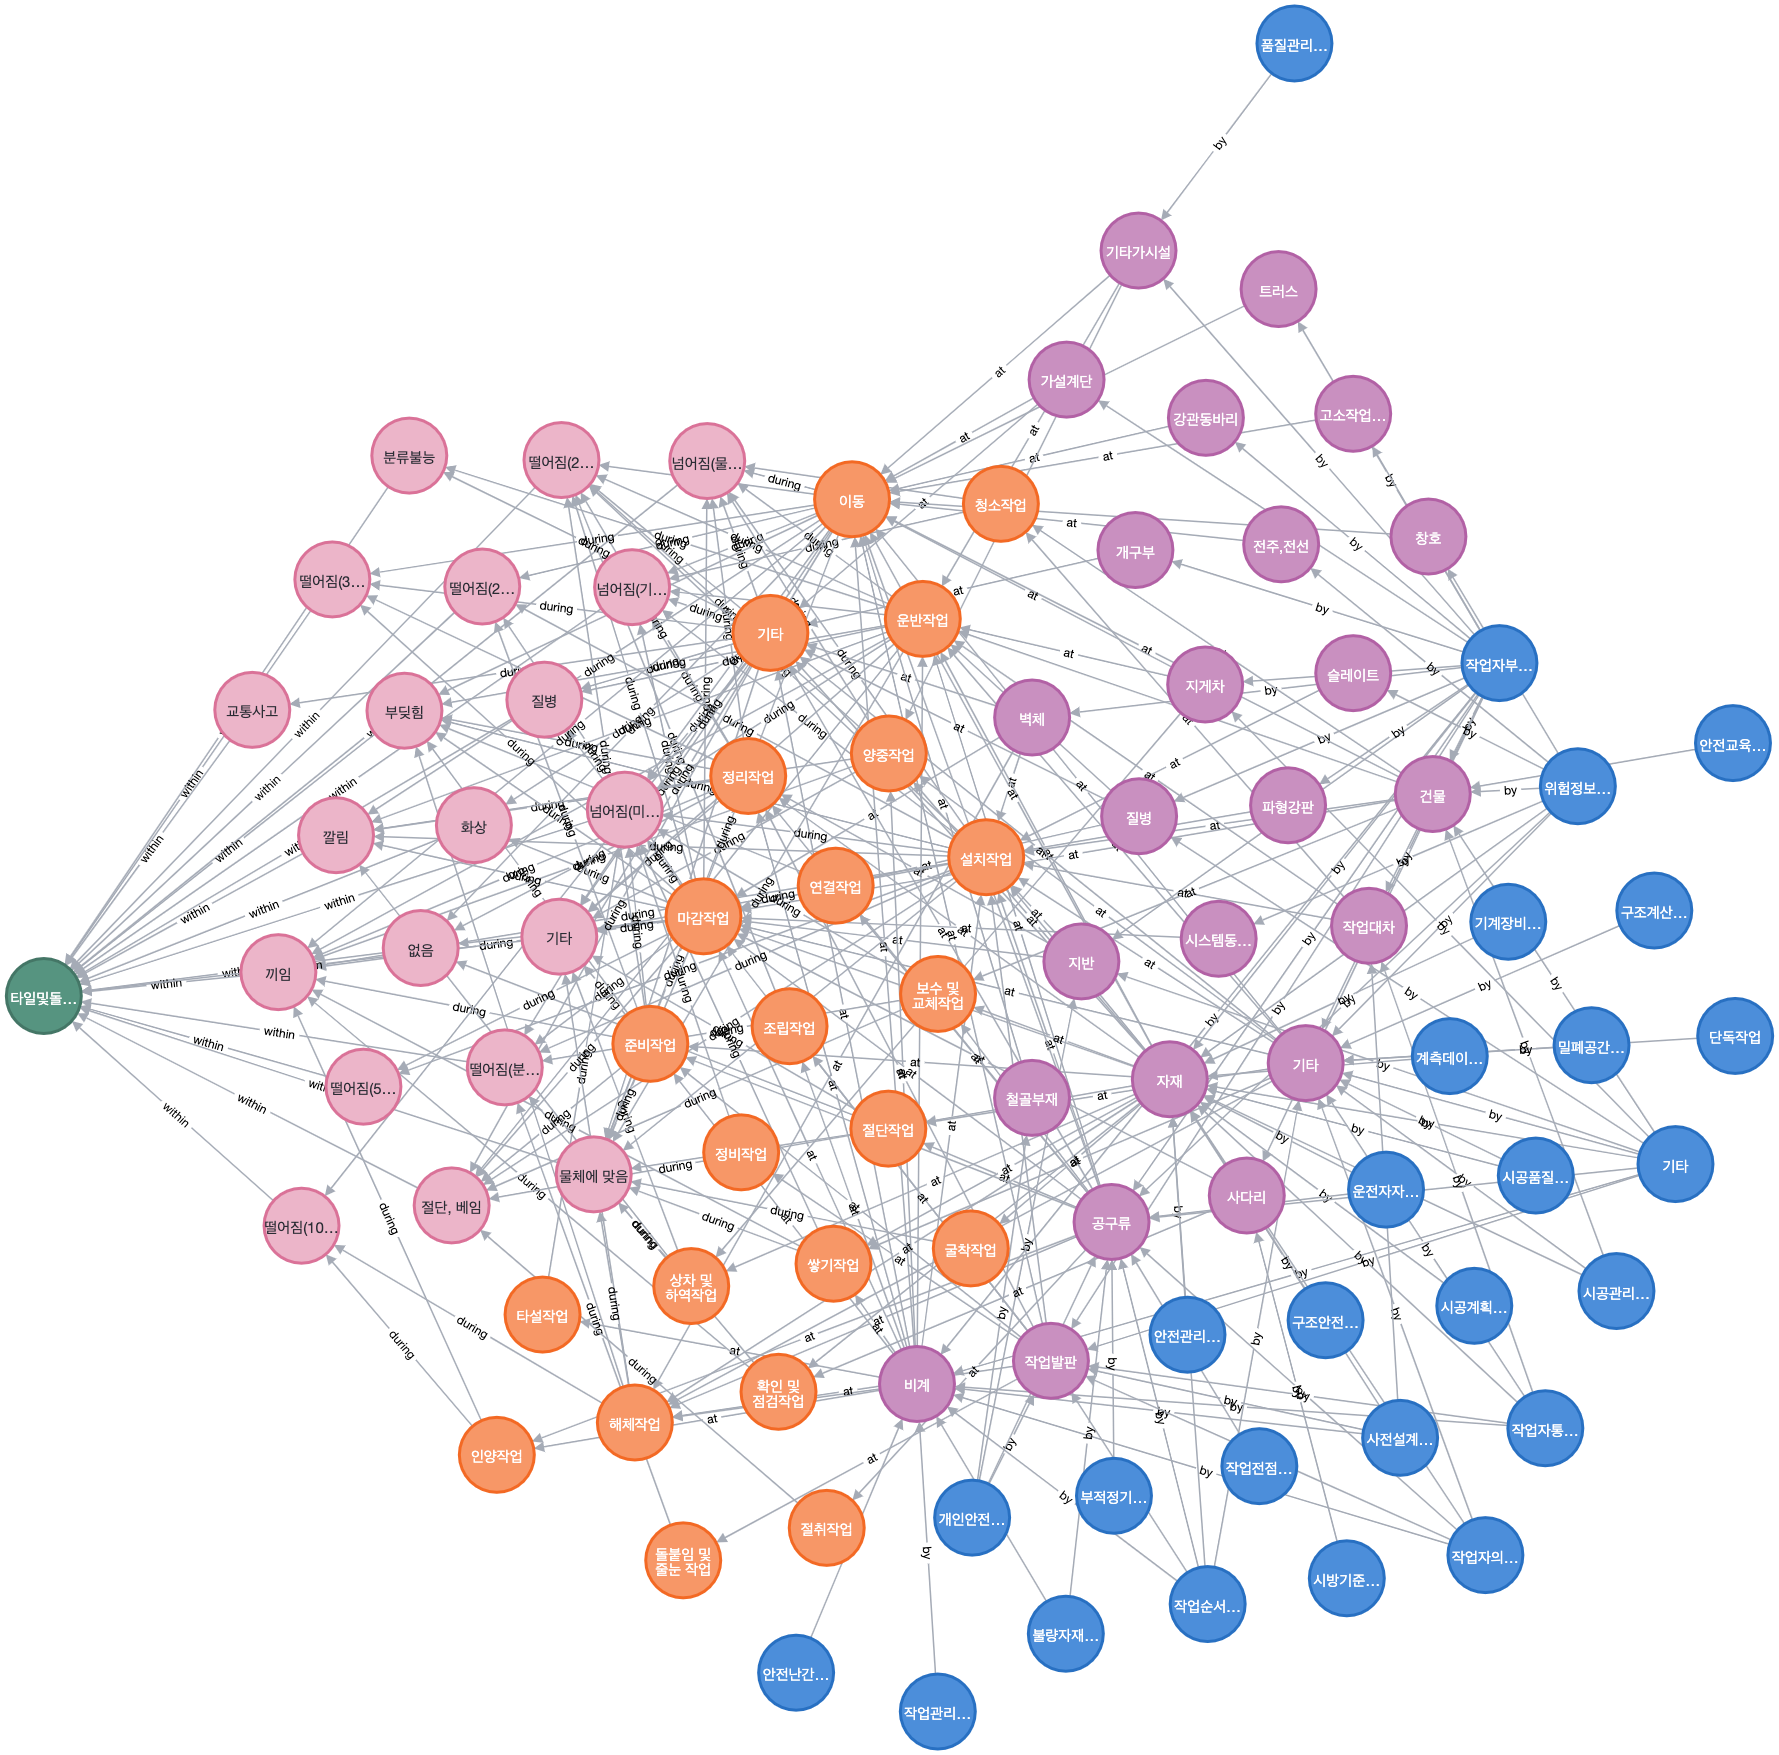 품질관리...
기타가시설
트러스
가설계단
강관동바리
고소작업...
분류불능
떨어짐(2...
넘어짐(물...
이동
청소작업
창호
개구부
전주,전선
떨어짐(3...
떨어짐(2...
넘어짐(기...
기타
운반작업
작업자부...
지게차
슬레이트
교통사고
부딪힘
질병
벽체
안전교육...
양중작업
정리작업
위험정보...
건물
넘어짐(미...
파형강판
질병
깔림
화상
설치작업
연결작업
마감작업
구조계산...
기계장비...
작업대차
시스템동...
기타
없음
지반
끼임
타일및돌...
보수 및
교체작업
조립작업
준비작업
단독작업
밀폐공간...
계측데이...
기타
자재
떨어짐(분...
떨어짐(5...
철골부재
절단작업
정비작업
기타
시공품질...
물체에 맞음
운전자자...
사다리
절단, 베임
공구류
떨어짐(10...
굴착작업
쌓기작업
상차 및
하역작업
시공관리...
시공계획...
타설작업
구조안전...
안전관리...
작업발판
비계
확인 및
점검작업
해체작업
작업자통...
사전설계...
인양작업
작업전점...
부적정기...
개인안전...
절취작업
작업자의...
돌붙임 및
줄눈 작업
시방기준...
작업순서...
불량자재...
안전난간...
작업관리...
by
at
within
during